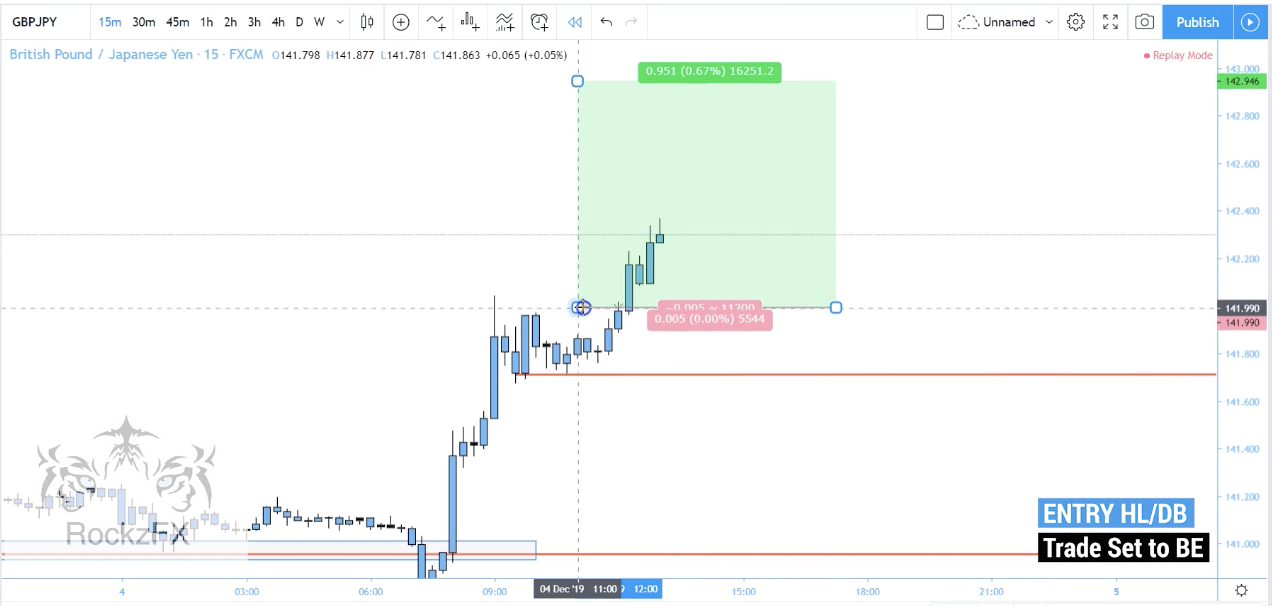 GBPJPY 15m 30m 45m 1h 2h 3h 4h D W Unnamed Publish
British Pound / Japanese Yen · 15 · FXCM O141.798 H141.877 L141.781 C141.863 +0.065 (+0.05%)
Replay Mode
143.000
0.951 (0.67%) 16251.2
142.946
142.800
142.600
142.400
142.200
141.990
0.005 (0.00%) 5544
141.990
141.800
141.600
141.400
141.200
141.000
RockzFX
ENTRY HL/DB
Trade Set to BE
4 03:00 06:00 09:00 04 Dec '19 11:00 12:00 15:00 18:00 21:00 5